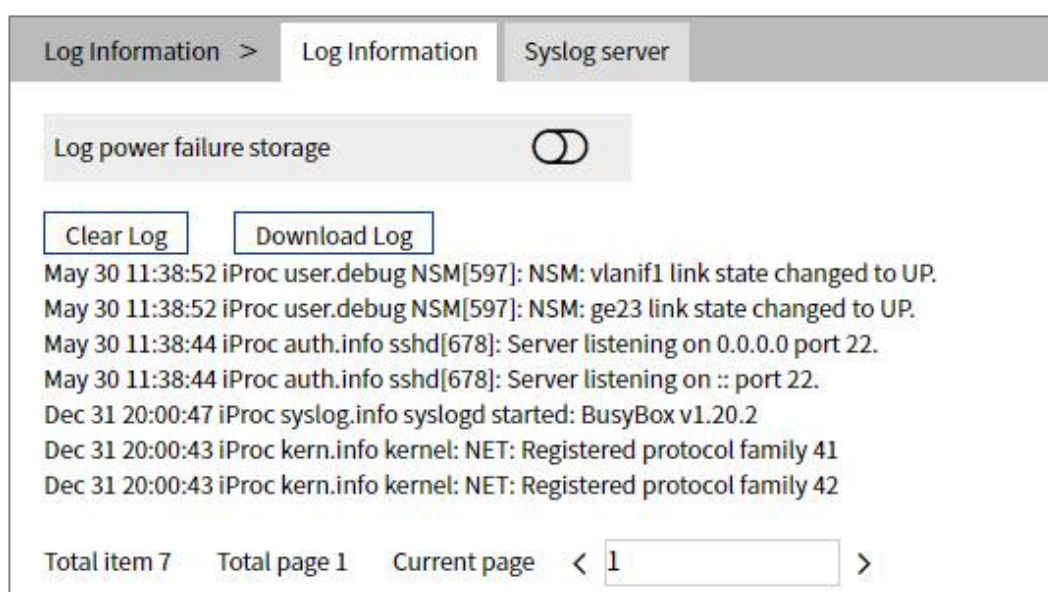 Log Information > Log Information Syslog server
Log power failure storage
Clear Log Download Log
May 30 11:38:52 iProc user.debug NSM[597]: NSM: vlanif1 link state changed to UP.
May 30 11:38:52 iProc user.debug NSM[597]: NSM: ge23 link state changed to UP.
May 30 11:38:44 iProc auth.info sshd[678]: Server listening on 0.0.0.0 port 22.
May 30 11:38:44 iProc auth.info sshd[678]: Server listening on :: port 22.
Dec 31 20:00:47 iProc syslog.info syslogd started: BusyBox v1.20.2
Dec 31 20:00:43 iProc kern.info kernel: NET: Registered protocol family 41
Dec 31 20:00:43 iProc kern.info kernel: NET: Registered protocol family 42
Total item 7 Total page 1 Current page < 1 >